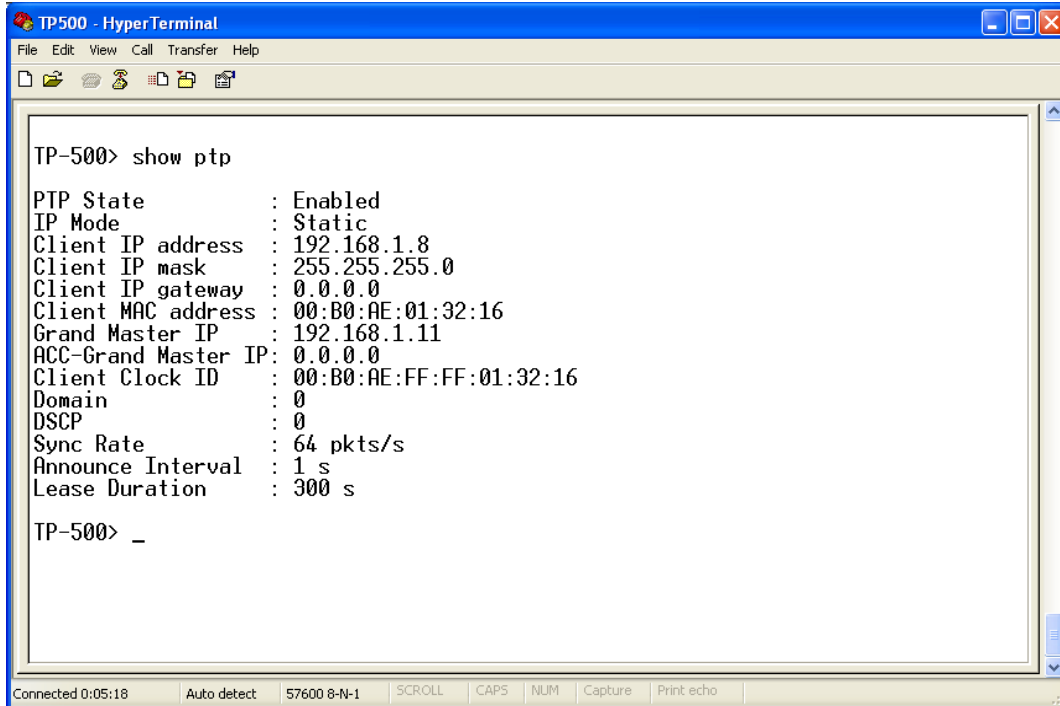 TP500 - HyperTerminal
File Edit View Call Transfer Help
TP-500> show ptp
PTP State : Enabled
IP Mode : Static
Client IP address : 192.168.1.8
Client IP mask : 255.255.255.0
Client IP gateway : 0.0.0.0
Client MAC address : 00:B0:AE:01:32:16
Grand Master IP : 192.168.1.11
ACC-Grand Master IP: 0.0.0.0
Client Clock ID : 00:B0:AE:FF:FF:01:32:16
Domain : 0
DSCP : 0
Sync Rate : 64 pkts/s
Announce Interval : 1 s
Lease Duration : 300 s
TP-500> _
Connected 0:05:18 Auto detect 57600 8-N-1 SCROLL CAPS NUM Capture Print echo